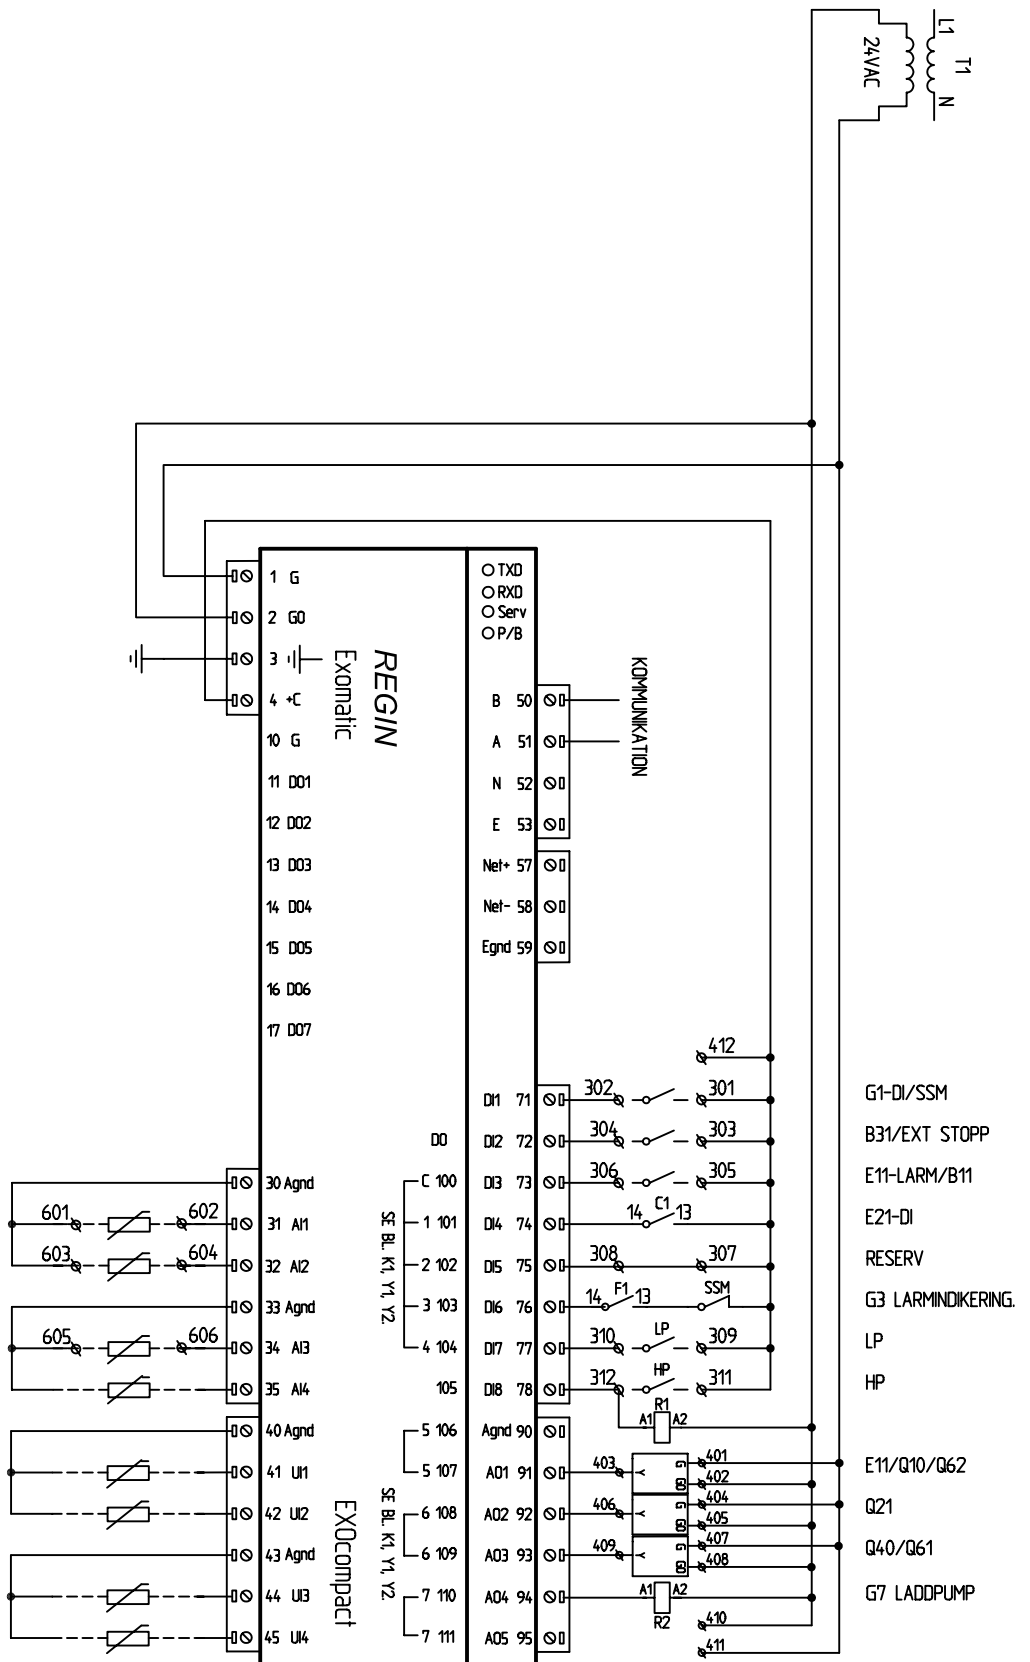 L1
T1
24VAC
N
REGIN
Exomatic
1 G
2 G0
3
4 +C
10 G
11 DO1
12 DO2
13 DO3
14 DO4
15 DO5
16 DO6
17 DO7
TXD
RXD
Serv
P/B
KOMMUNIKATION
B 50
A 51
N 52
E 53
Net+ 57
Net- 58
Egnd 59
412
DI1 71 302 301 G1-DI/SSM
DI2 72 304 303 B31/EXT STOPP
DI3 73 306 305 E11-LARM/B11
DI4 74 14 C1 13 E21-DI
DI5 75 308 307 RESERV
DI6 76 14 F1 13 SSM G3 LARMINDIKERING.
DI7 77 310 LP 309 LP
DI8 78 312 HP 311 HP
Agnd 90 A1 R1 A2
AO1 91 403 Y G 401 G0 402 E11/Q10/Q62
AO2 92 406 Y G 404 G0 405 Q21
AO3 93 409 Y G 407 G0 408 Q40/Q61
AO4 94 A1 R2 A2 G7 LADDPUMP
410
AO5 95
411
DO
C 100
1 101
2 102
3 103
4 104
105
SE BL. K1, Y1, Y2.
5 106
5 107
6 108
6 109
7 110
7 111
SE BL. K1, Y1, Y2.
EXOcompact
30 Agnd
601 602 31 AI1
603 604 32 AI2
33 Agnd
605 606 34 AI3
35 AI4
40 Agnd
41 UI1
42 UI2
43 Agnd
44 UI3
45 UI4